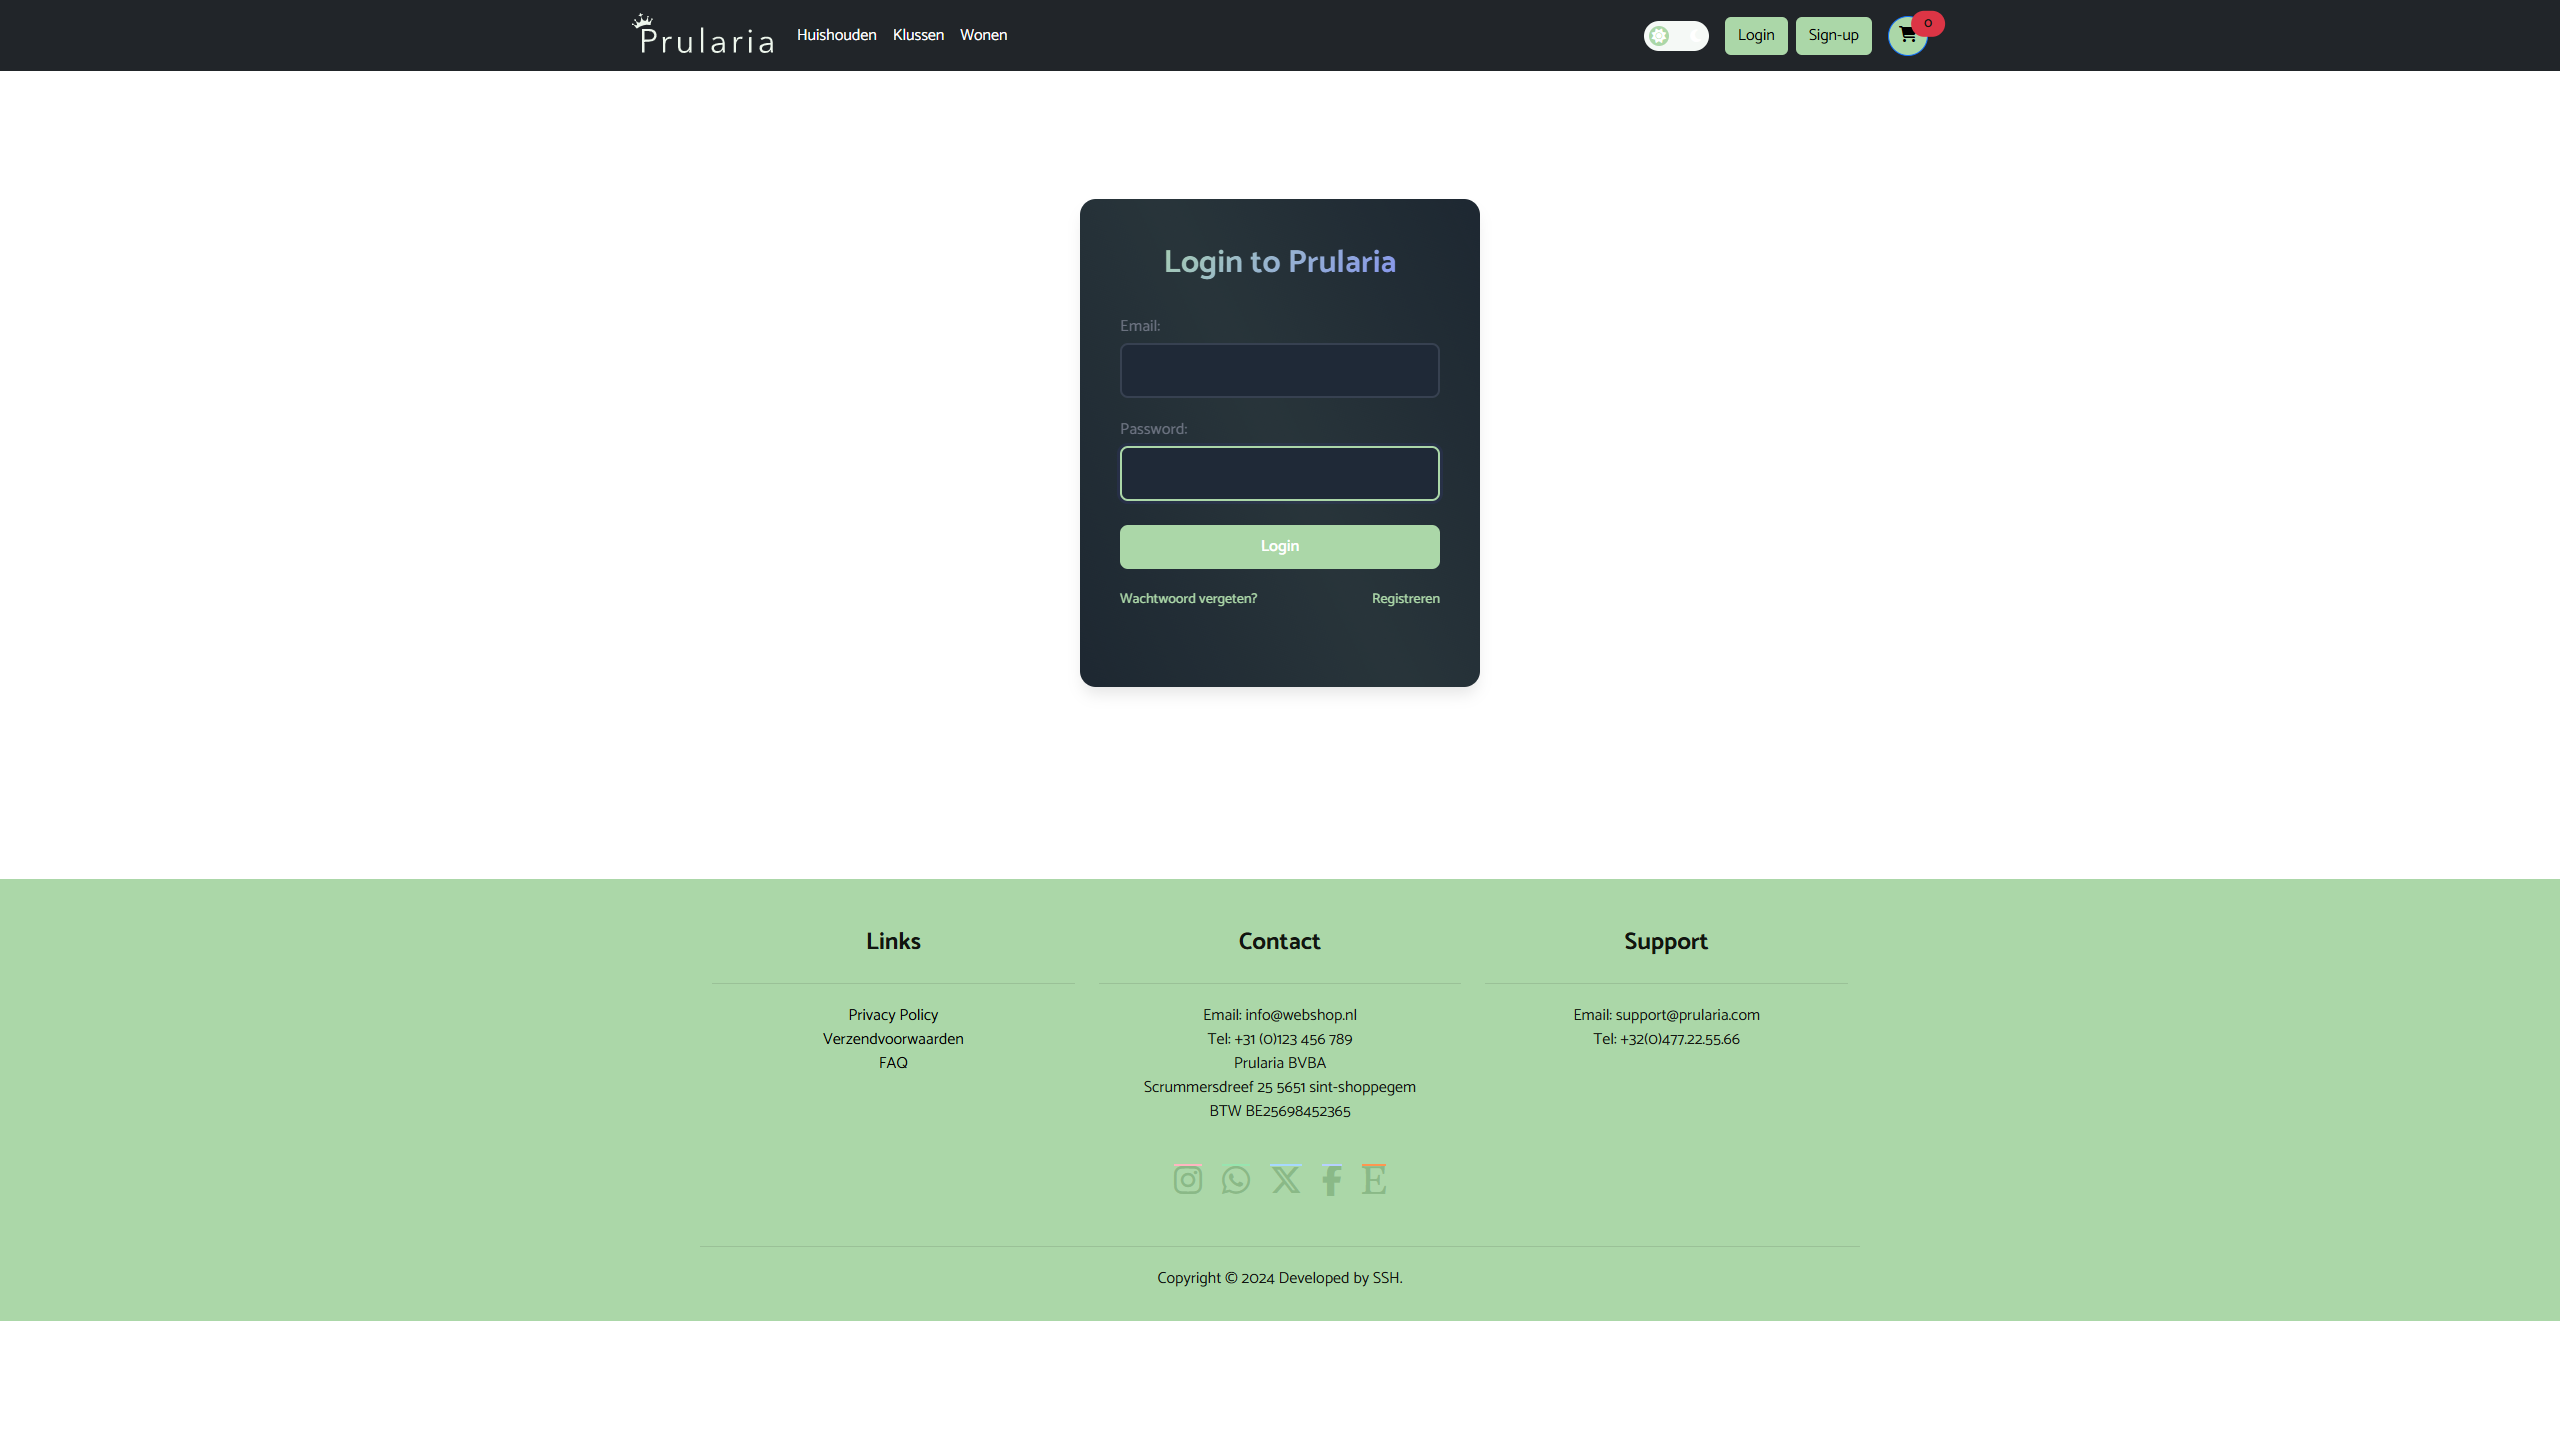 Prularia
Huishouden
Klussen
Wonen
Login
Sign-up
0
Login to Prularia
Email:
Password:
Login
Wachtwoord vergeten?
Registreren
Links
Privacy Policy
Verzendvoorwaarden
FAQ
Contact
Email: info@webshop.nl
Tel: +31 (0)123 456 789
Prularia BVBA
Scrummersdreef 25 5651 sint-shoppegem
BTW BE25698452365
Support
Email: support@prularia.com
Tel: +32(0)477.22.55.66
Copyright © 2024 Developed by SSH.